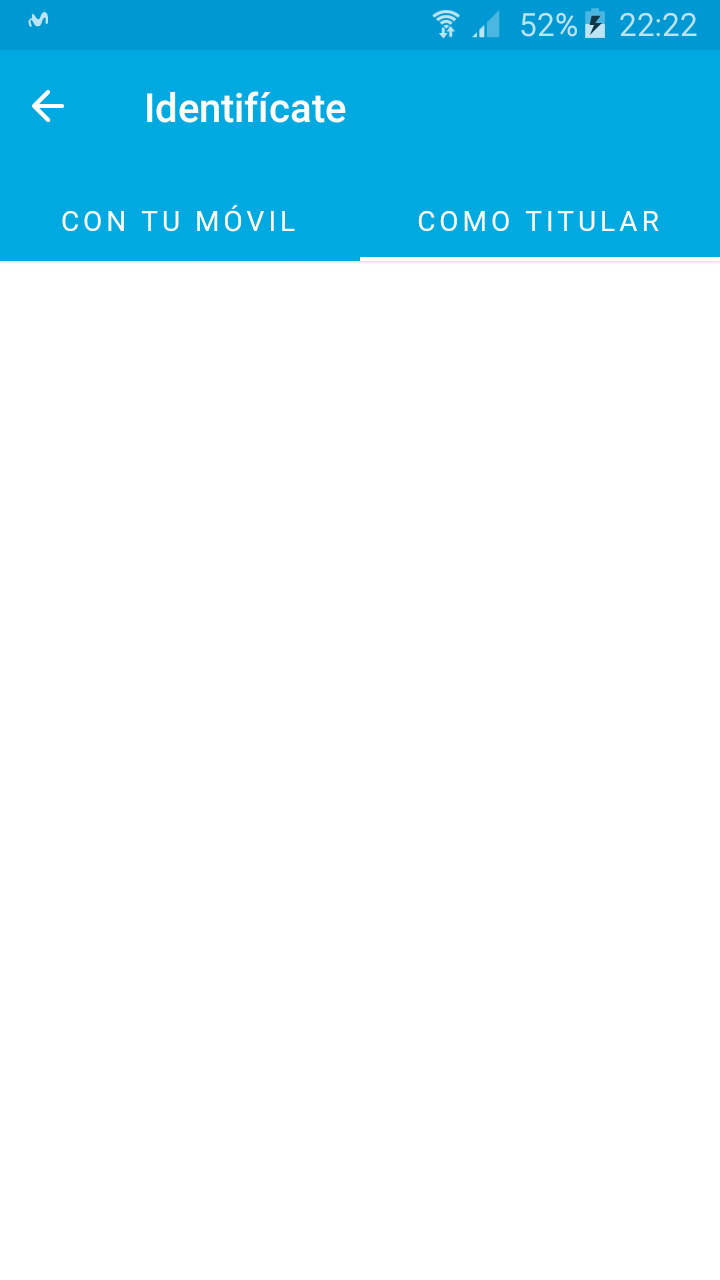 52% 22:22
Identifícate
CON TU MÓVIL COMO TITULAR